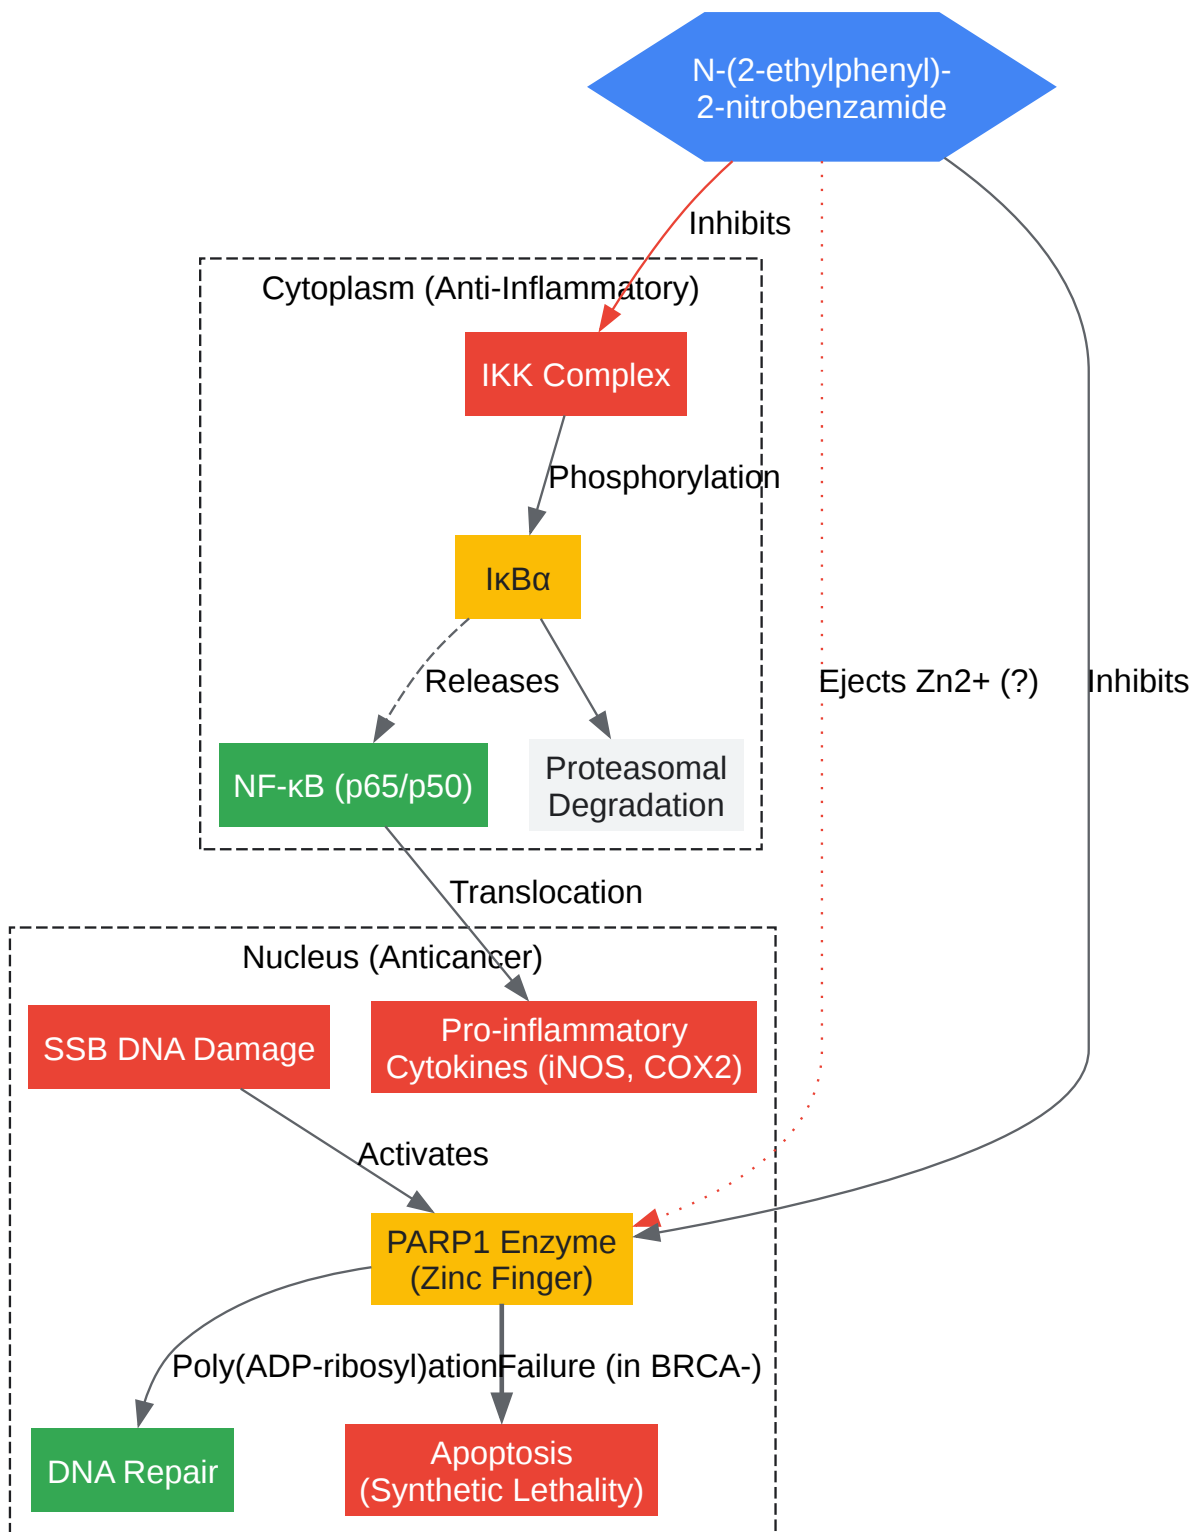 N-(2-ethylphenyl)-
2-nitrobenzamide
Inhibits
Cytoplasm (Anti-Inflammatory)
IKK Complex
Phosphorylation
IκBα
Releases
Ejects Zn2+ (?)
Inhibits
NF-κB (p65/p50)
Proteasomal
Degradation
Translocation
Nucleus (Anticancer)
SSB DNA Damage
Pro-inflammatory
Cytokines (iNOS, COX2)
Activates
PARP1 Enzyme
(Zinc Finger)
Poly(ADP-ribosyl)ation
Failure (in BRCA-)
DNA Repair
Apoptosis
(Synthetic Lethality)